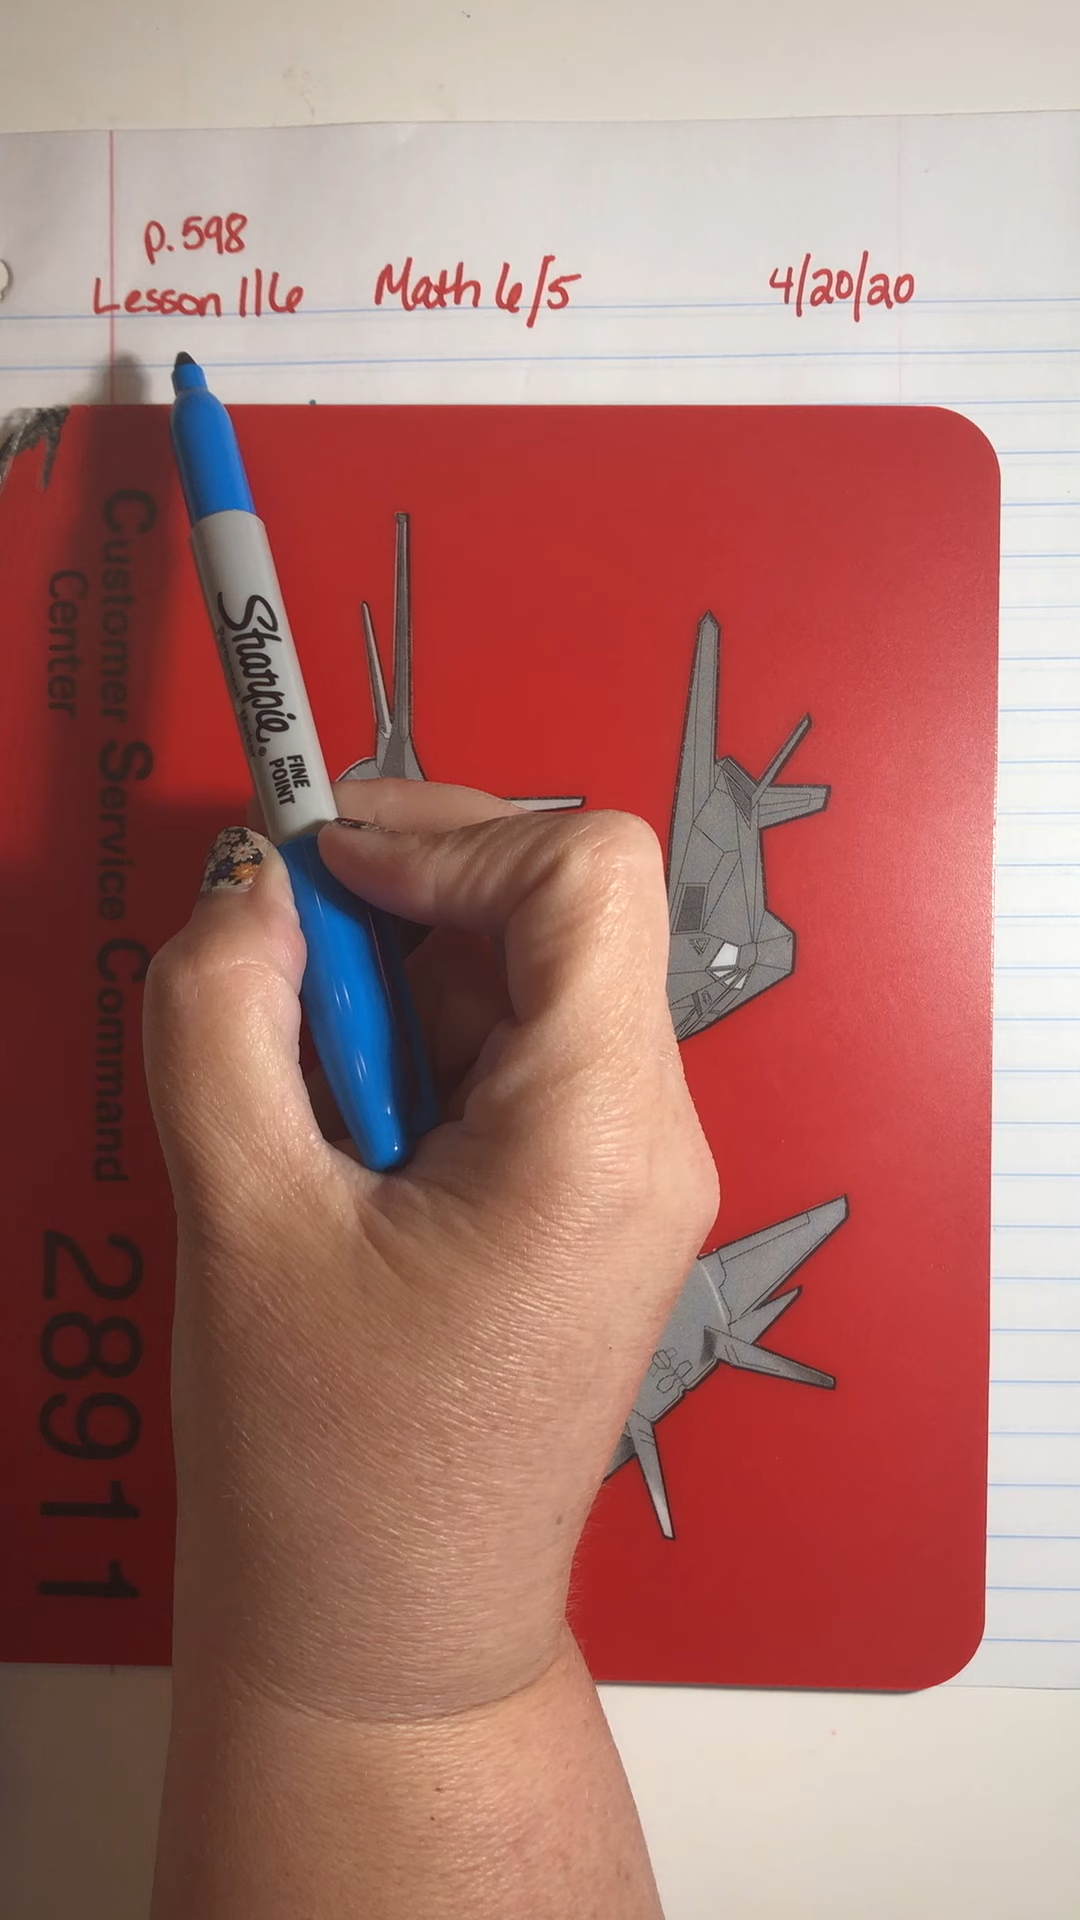 p. 598
Lesson 116 Math 6/5 4/20/20
Sharpie.
FINE
POINT
Customer Service Command
Center
28911